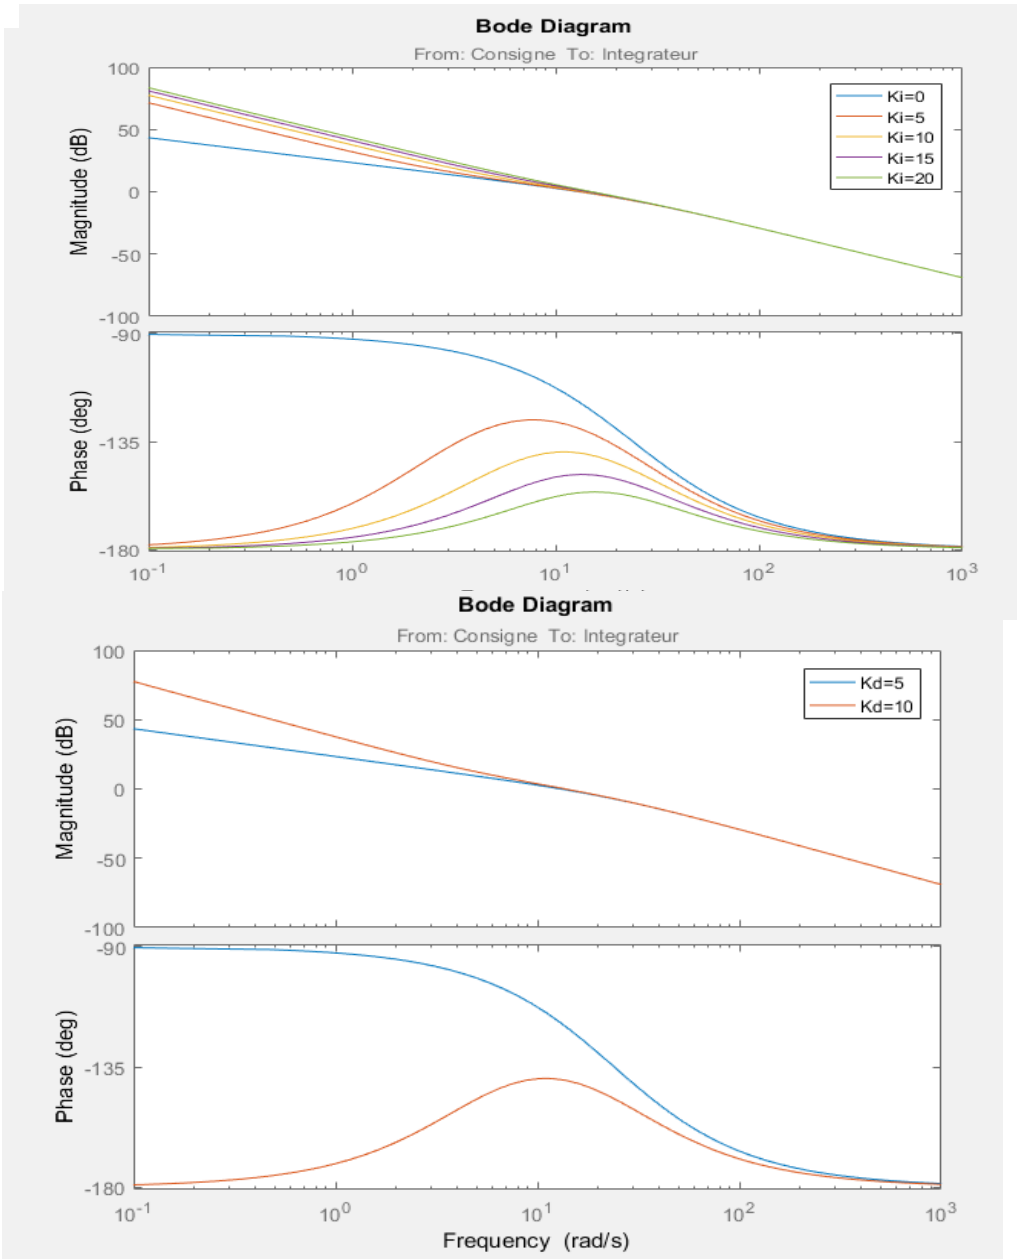 Bode Diagram
From: Consigne To: Integrateur
100
50
0
-50
-100
Magnitude (dB)
Ki=0
Ki=5
Ki=10
Ki=15
Ki=20
-90
-135
-180
Phase (deg)
10-1
100
101
102
103
Bode Diagram
From: Consigne To: Integrateur
100
50
0
-50
-100
Magnitude (dB)
Kd=5
Kd=10
-90
-135
-180
Phase (deg)
10-1
100
101
102
103
Frequency (rad/s)